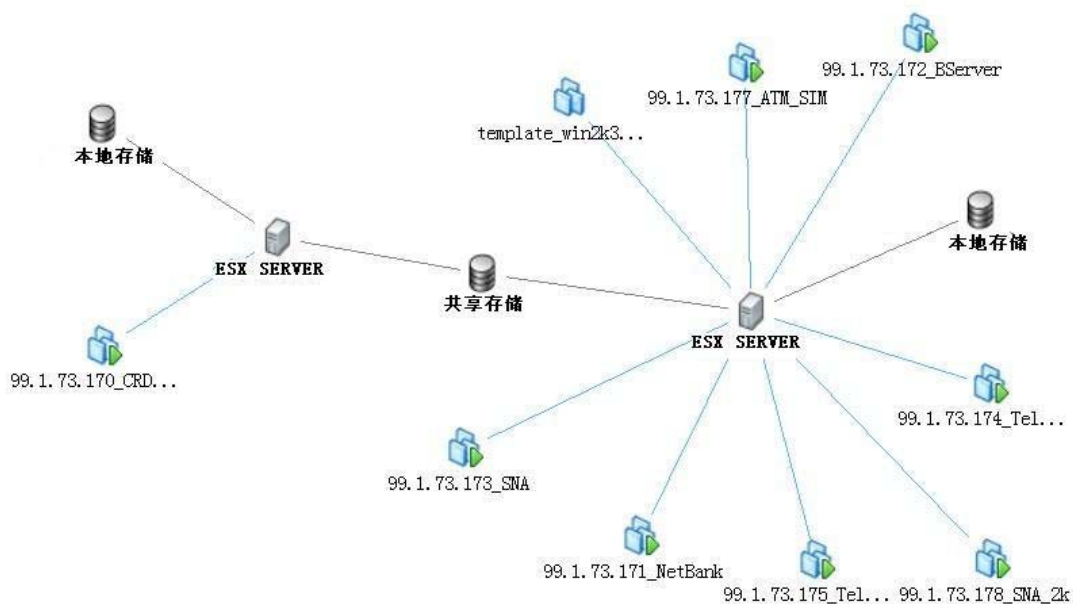 99.1.73.172_BServer
99.1.73.177_ATM_SIM
template_win2k3...
本地存储
本地存储
ESX SERVER
共享存储
ESX SERVER
99.1.73.170_CRD...
99.1.73.174_Tel...
99.1.73.173_SNA
99.1.73.171_NetBank
99.1.73.175_Tel...
99.1.73.178_SNA_2k